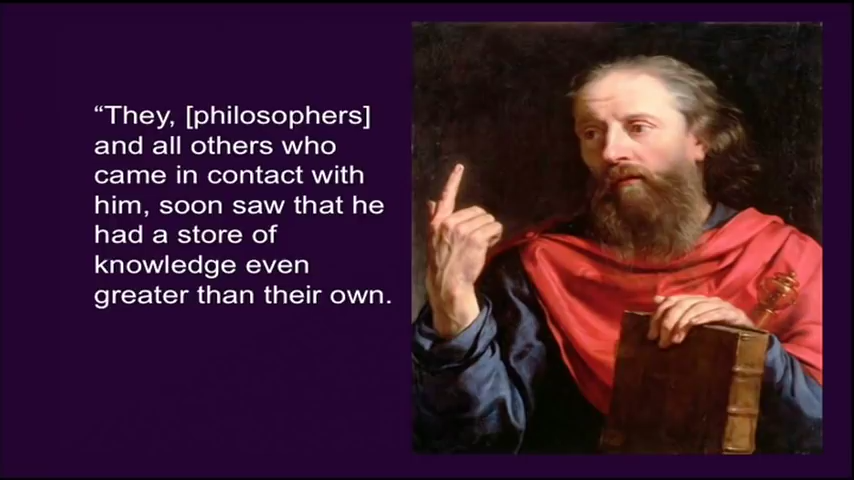 “They, [philosophers]
and all others who
came in contact with
him, soon saw that he
had a store of
knowledge even
greater than their own.